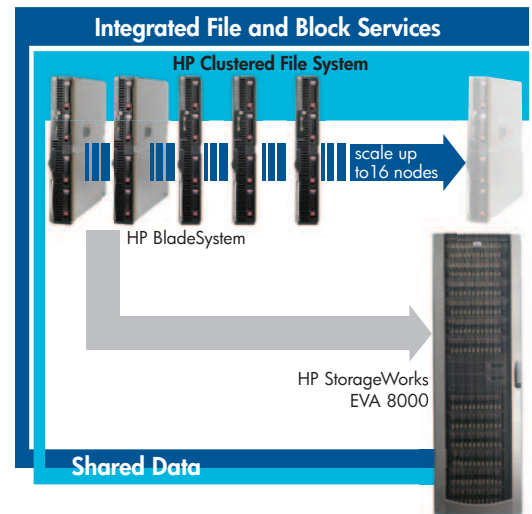 Integrated File and Block Services
HP Clustered File System
scale up
to16 nodes
HP BladeSystem
HP StorageWorks
EVA 8000
Shared Data